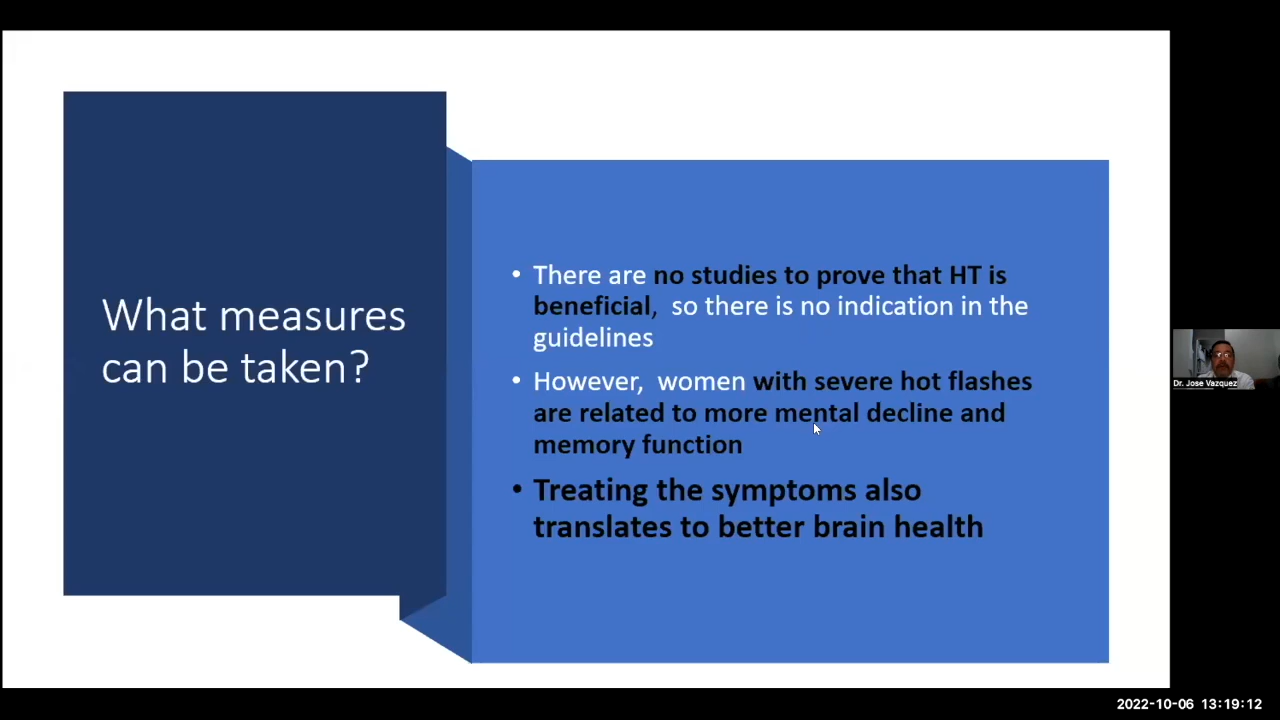 What measures
can be taken?
• There are no studies to prove that HT is
beneficial, so there is no indication in the
guidelines
• However, women with severe hot flashes
are related to more mental decline and
memory function
• Treating the symptoms also
translates to better brain health
Dr. Jose Vazquez
2022-10-06 13:19:12